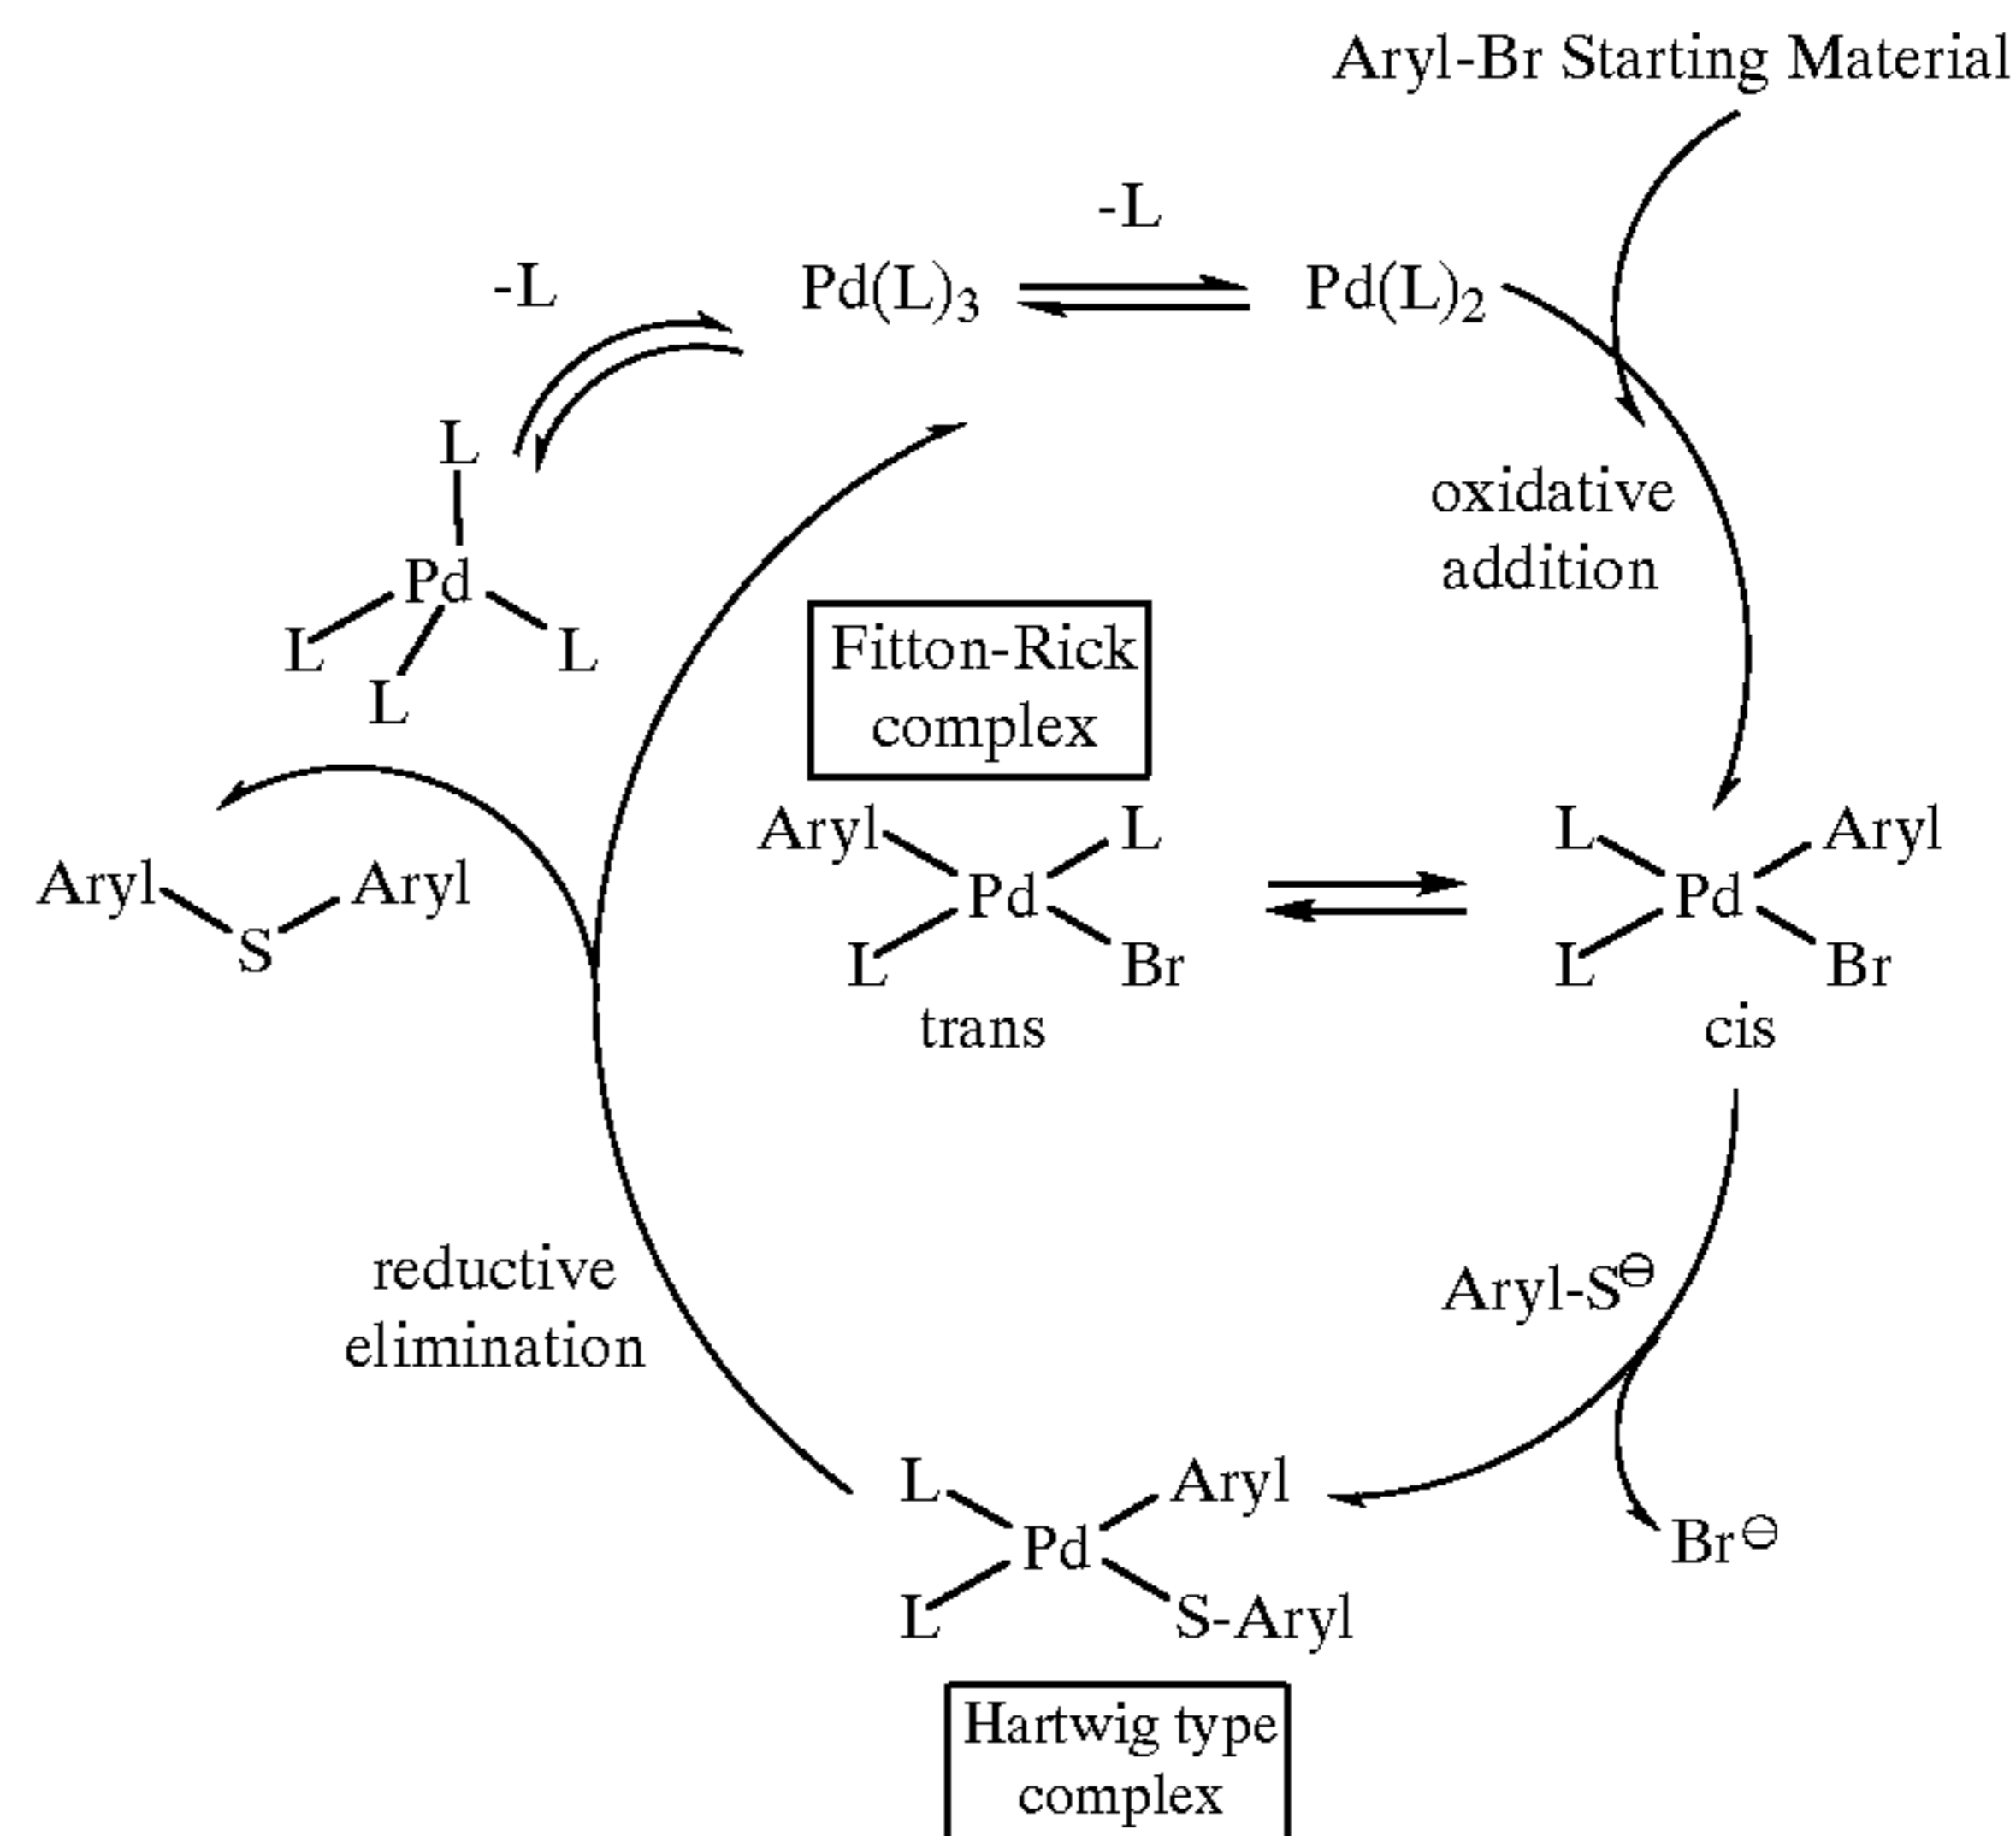 Aryl-Br Starting Material
-L
-L
Pd(L)3
Pd(L)2
L
Pd
L
L
L
oxidative
addition
Fitton-Rick
complex
Aryl
L
Pd
L
Br
trans
L
Aryl
Pd
L
Br
cis
Aryl
Aryl
S
Aryl-S⊖
Br⊖
reductive
elimination
L
Aryl
Pd
L
S-Aryl
Hartwig type
complex